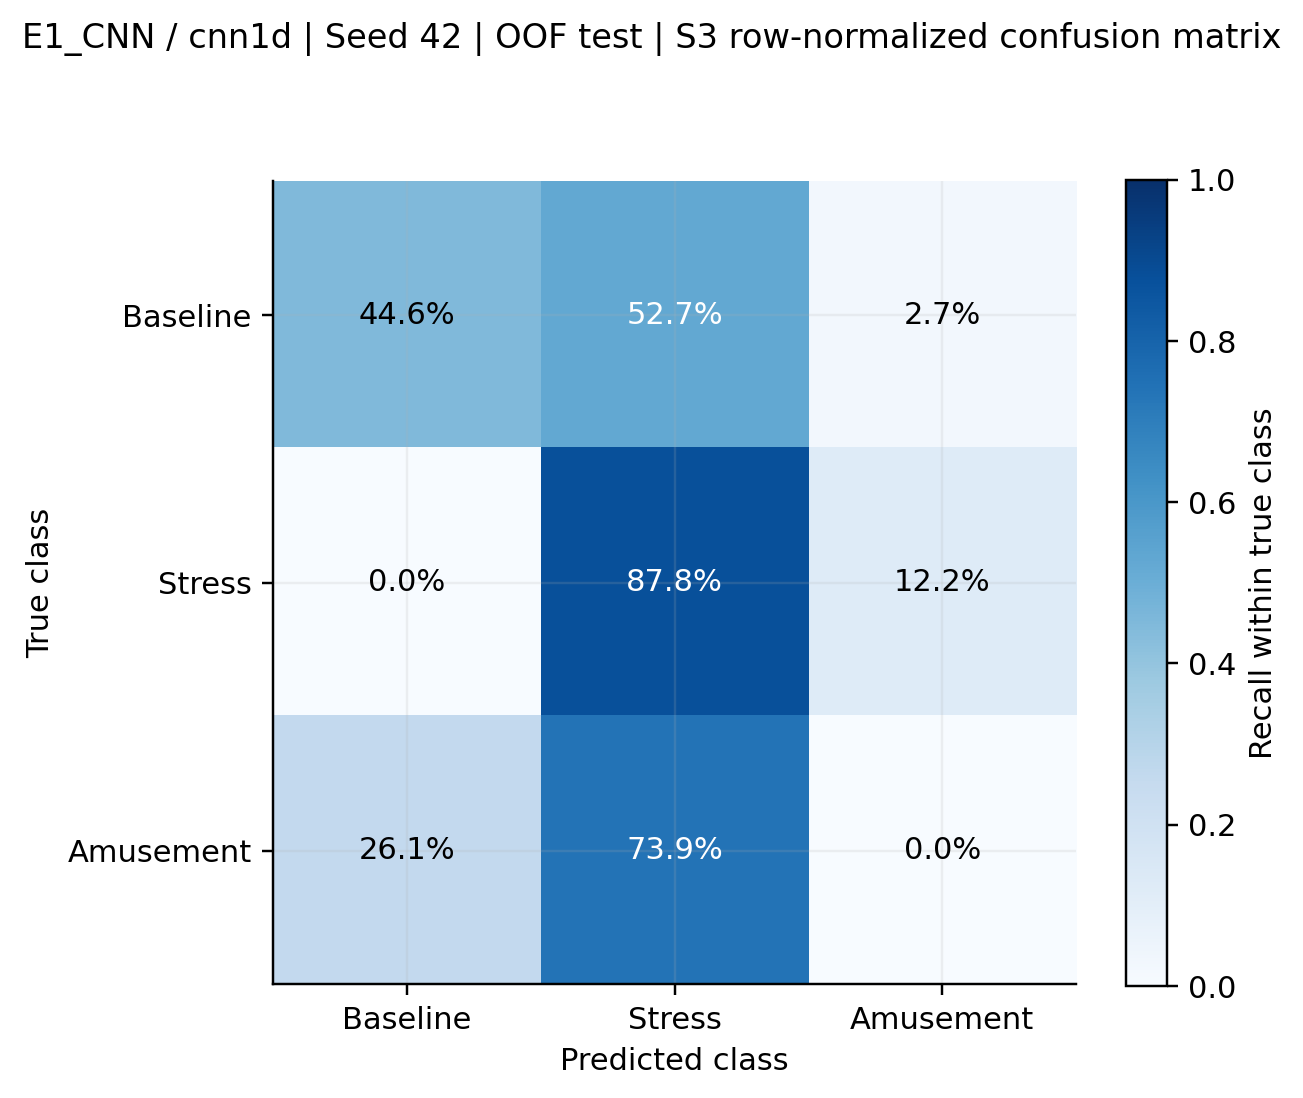 E1_CNN / cnn1d | Seed 42 | OOF test | S3 row-normalized confusion matrix
1.0
0.8
0.6
0.4
0.2
0.0
Recall within true class
True class
Baseline
44.6%
52.7%
2.7%
Stress
0.0%
87.8%
12.2%
Amusement
26.1%
73.9%
0.0%
Baseline
Stress
Amusement
Predicted class